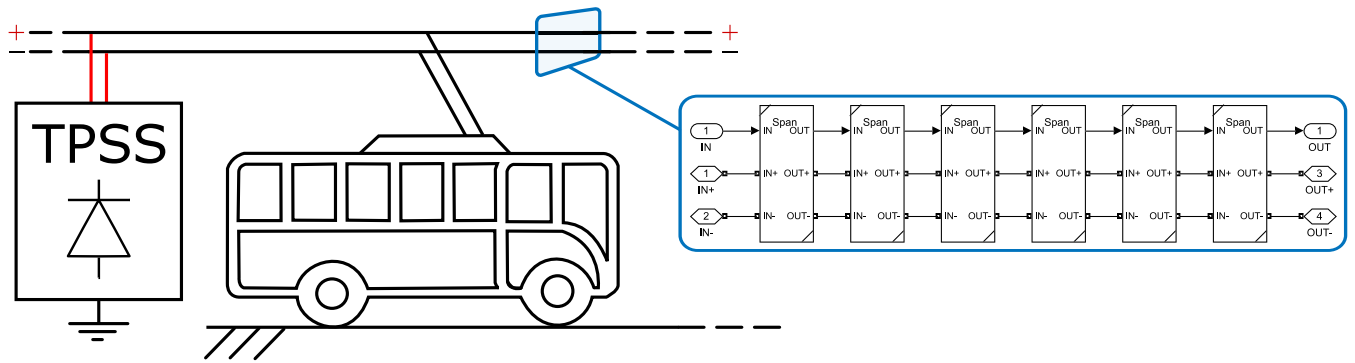 + +
− −
TPSS
Span Span Span Span Span Span
1 IN OUT IN OUT IN OUT IN OUT IN OUT IN OUT 1
IN OUT
1 IN+ OUT+ IN+ OUT+ IN+ OUT+ IN+ OUT+ IN+ OUT+ IN+ OUT+ 3
IN+ OUT+
2 IN- OUT- IN- OUT- IN- OUT- IN- OUT- IN- OUT- IN- OUT- 4
IN- OUT-